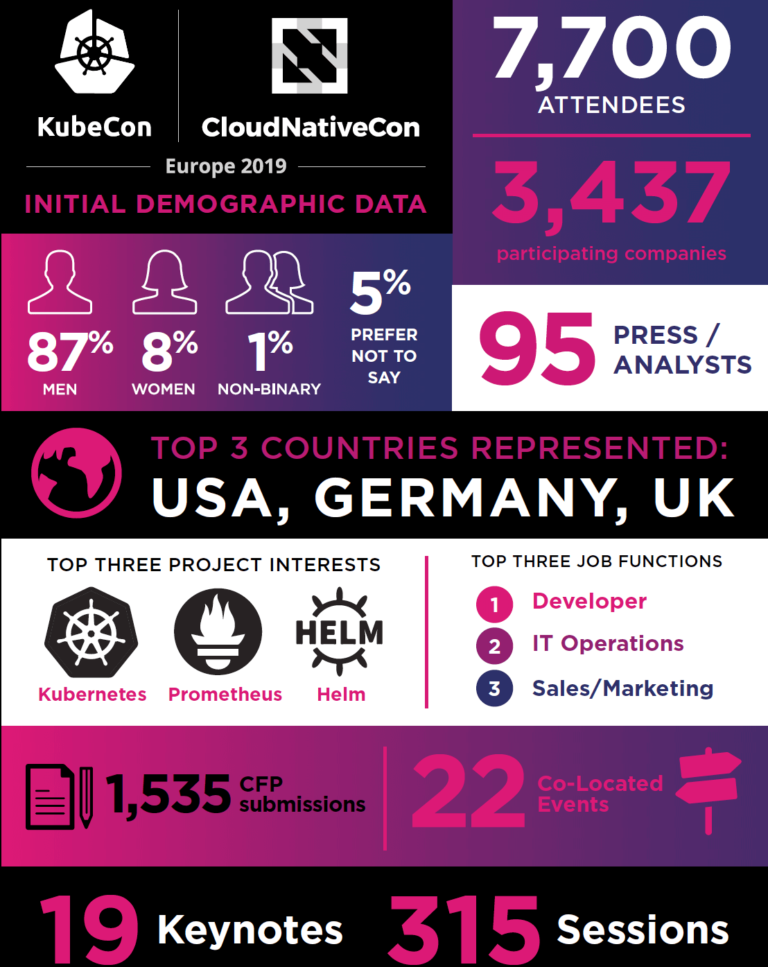 KubeCon
CloudNativeCon
Europe 2019
INITIAL DEMOGRAPHIC DATA
7,700
ATTENDEES
3,437
participating companies
87%
MEN
8%
WOMEN
1%
NON-BINARY
5%
PREFER
NOT TO
SAY
95
PRESS /
ANALYSTS
TOP 3 COUNTRIES REPRESENTED:
USA, GERMANY, UK
TOP THREE PROJECT INTERESTS
HELM
Kubernetes
Prometheus
Helm
TOP THREE JOB FUNCTIONS
1 Developer
2 IT Operations
3 Sales/Marketing
1,535
CFP
submissions
22
Co-Located
Events
19 Keynotes
315 Sessions